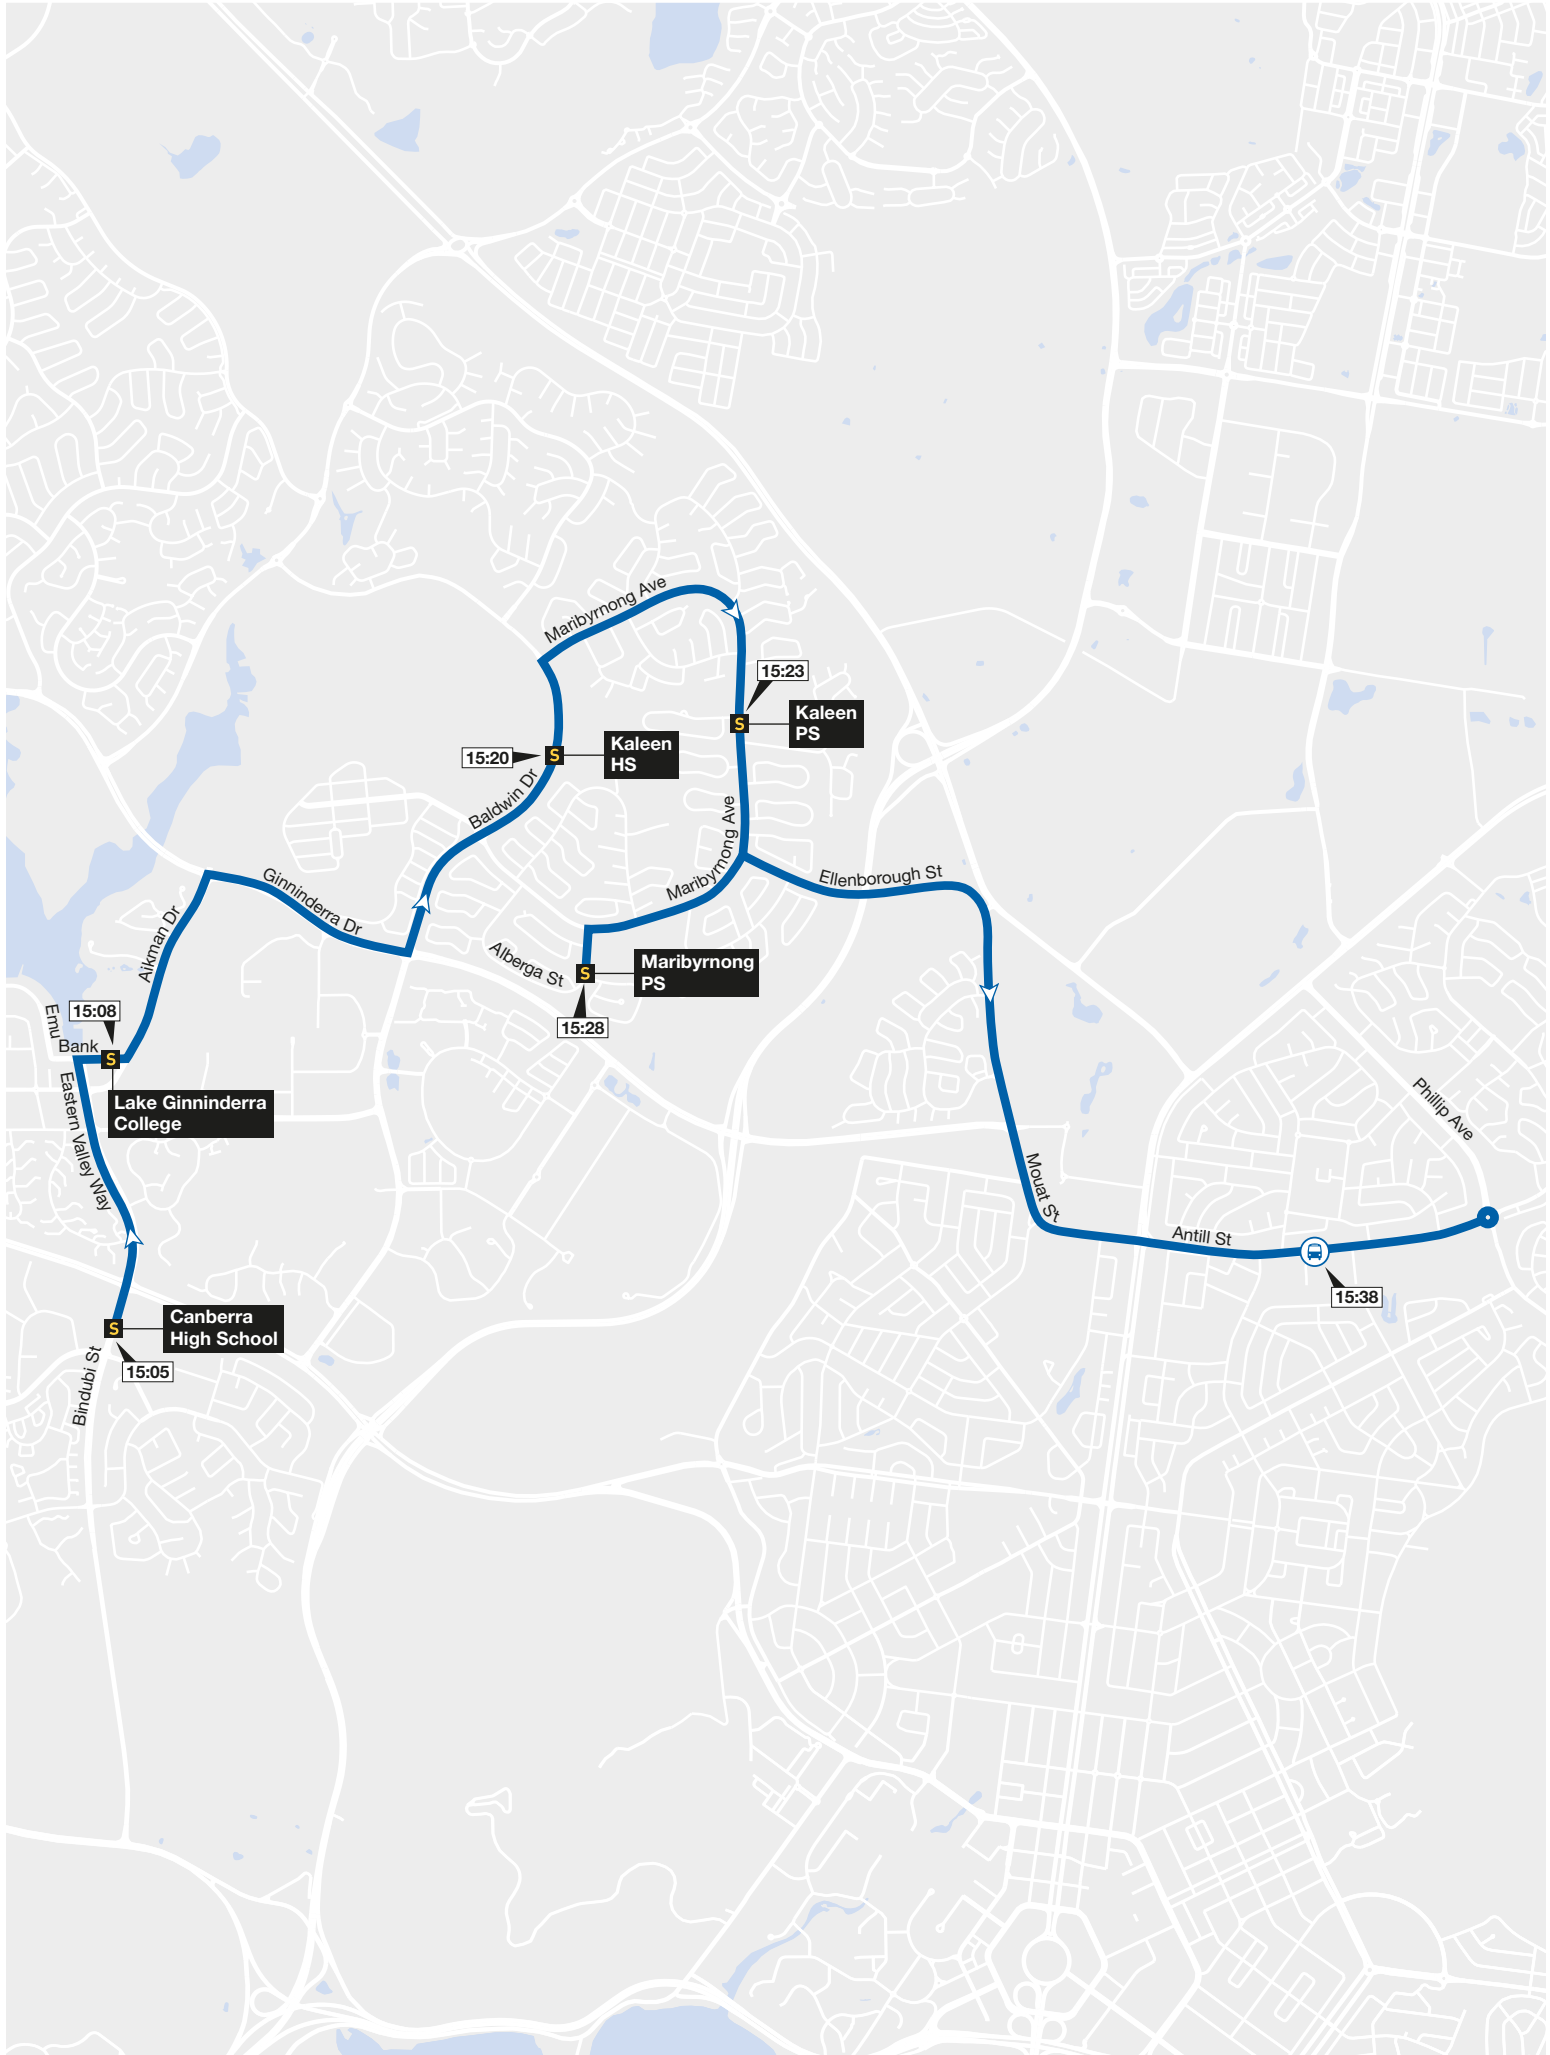 Maribyrnong Ave
15:23
S
Kaleen
PS
15:20
S
Kaleen
HS
Baldwin Dr
Maribyrnong Ave
Ginninderra Dr
Ellenborough St
Aikman Dr
Alberga St
S
Maribyrnong
PS
15:28
Emu
Bank
15:08
S
Lake Ginninderra
College
Eastern Valley Way
Phillip Ave
Mouat St
Antill St
15:38
S
Canberra
High School
15:05
Bindubi St